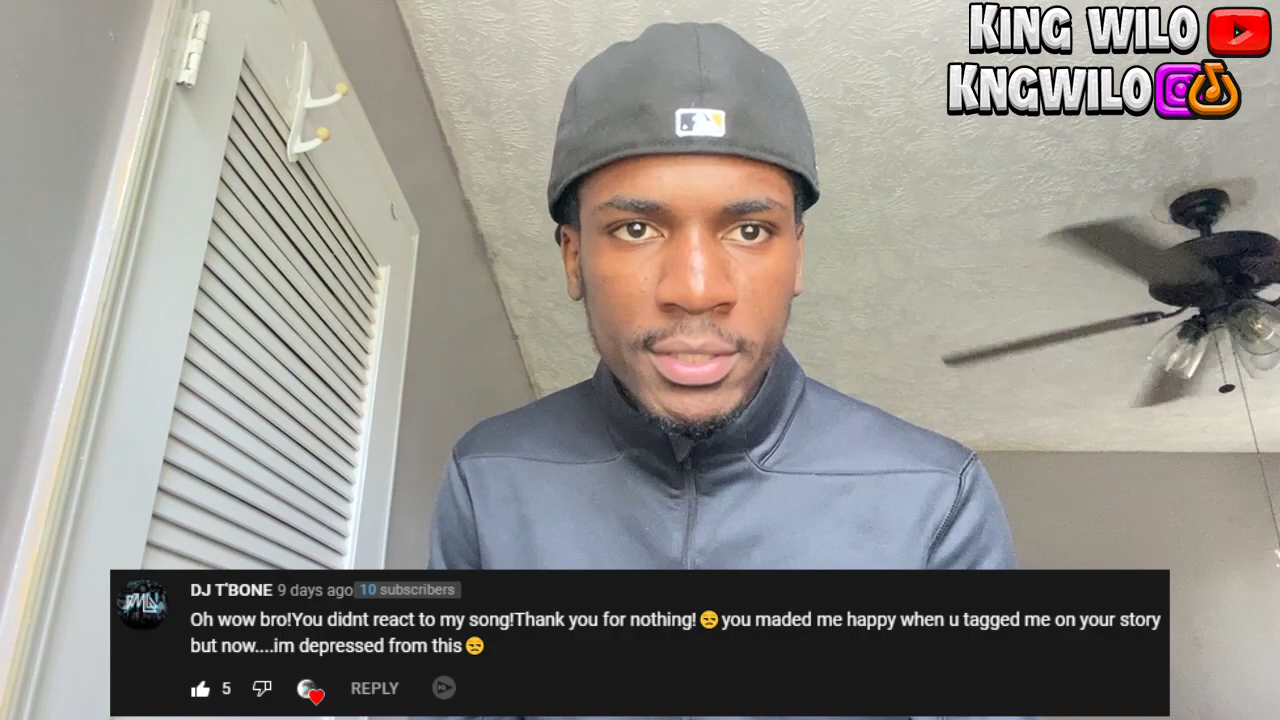 KING WILO
KNGWILO
DJ T'BONE 9 days ago 10 subscribers
Oh wow bro!You didnt react to my song!Thank you for nothing! 😒 you maded me happy when u tagged me on your story
but now....im depressed from this 😒
5 REPLY